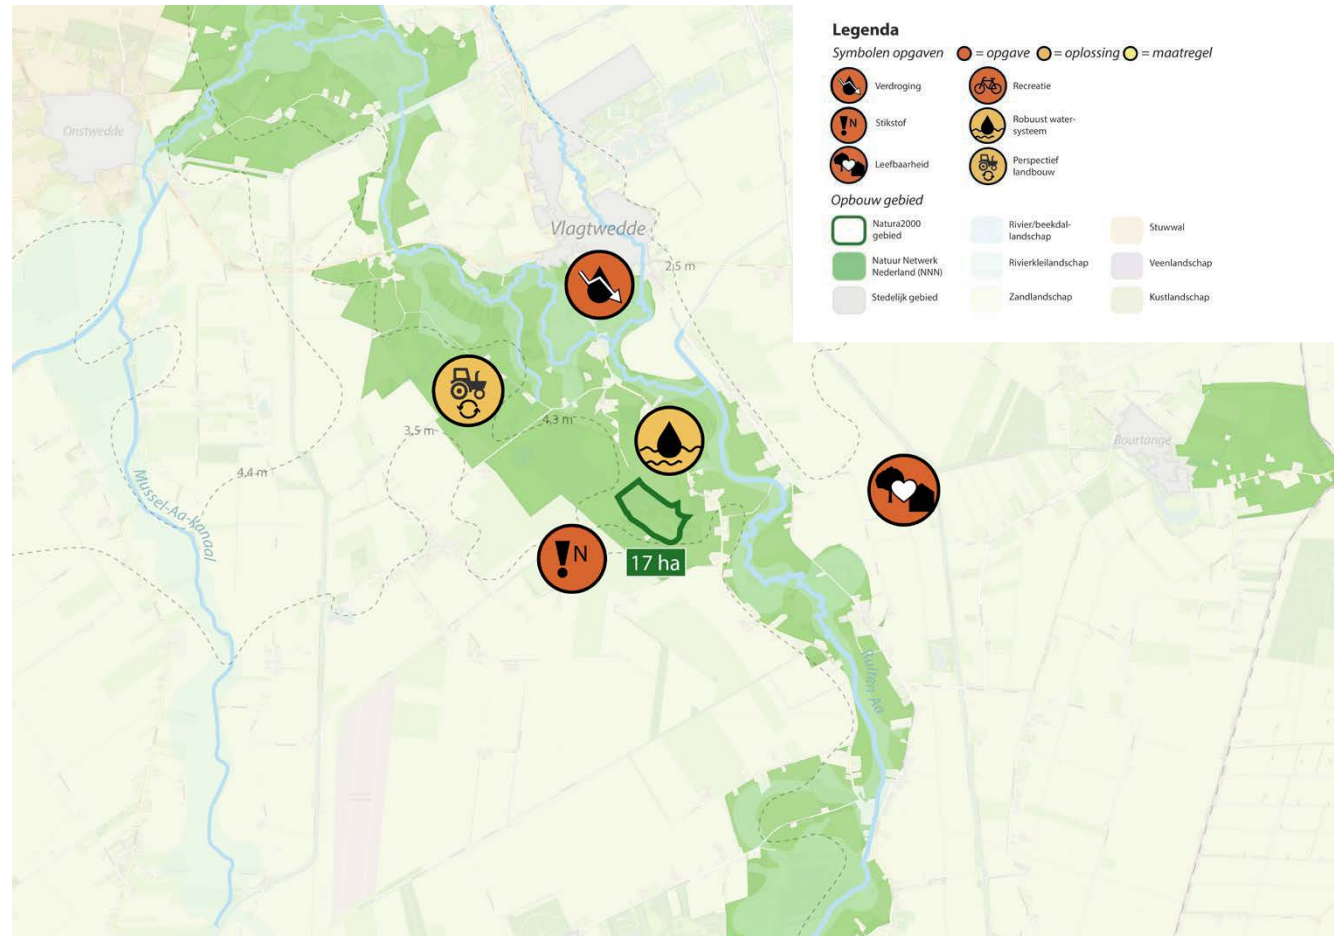 Legenda
Symbolen opgaven = opgave = oplossing = maatregel
Verdroging
Recreatie
N
Stikstof
Robuust water-
systeem
Leefbaarheid
Perspectief
landbouw
Opbouw gebied
Natura2000
gebied
Rivier/beekdal-
landschap
Stuwwal
Natuur Netwerk
Nederland (NNN)
Rivierkleilandschap
Veenlandschap
Stedelijk gebied
Zandlandschap
Kustlandschap
Onstwedde
Vlagtwedde
2,5 m
4,3 m
3,5 m
4,4 m
Bourtange
Mussel-Aa-kanaal
N
17 ha
Ruiten Aa